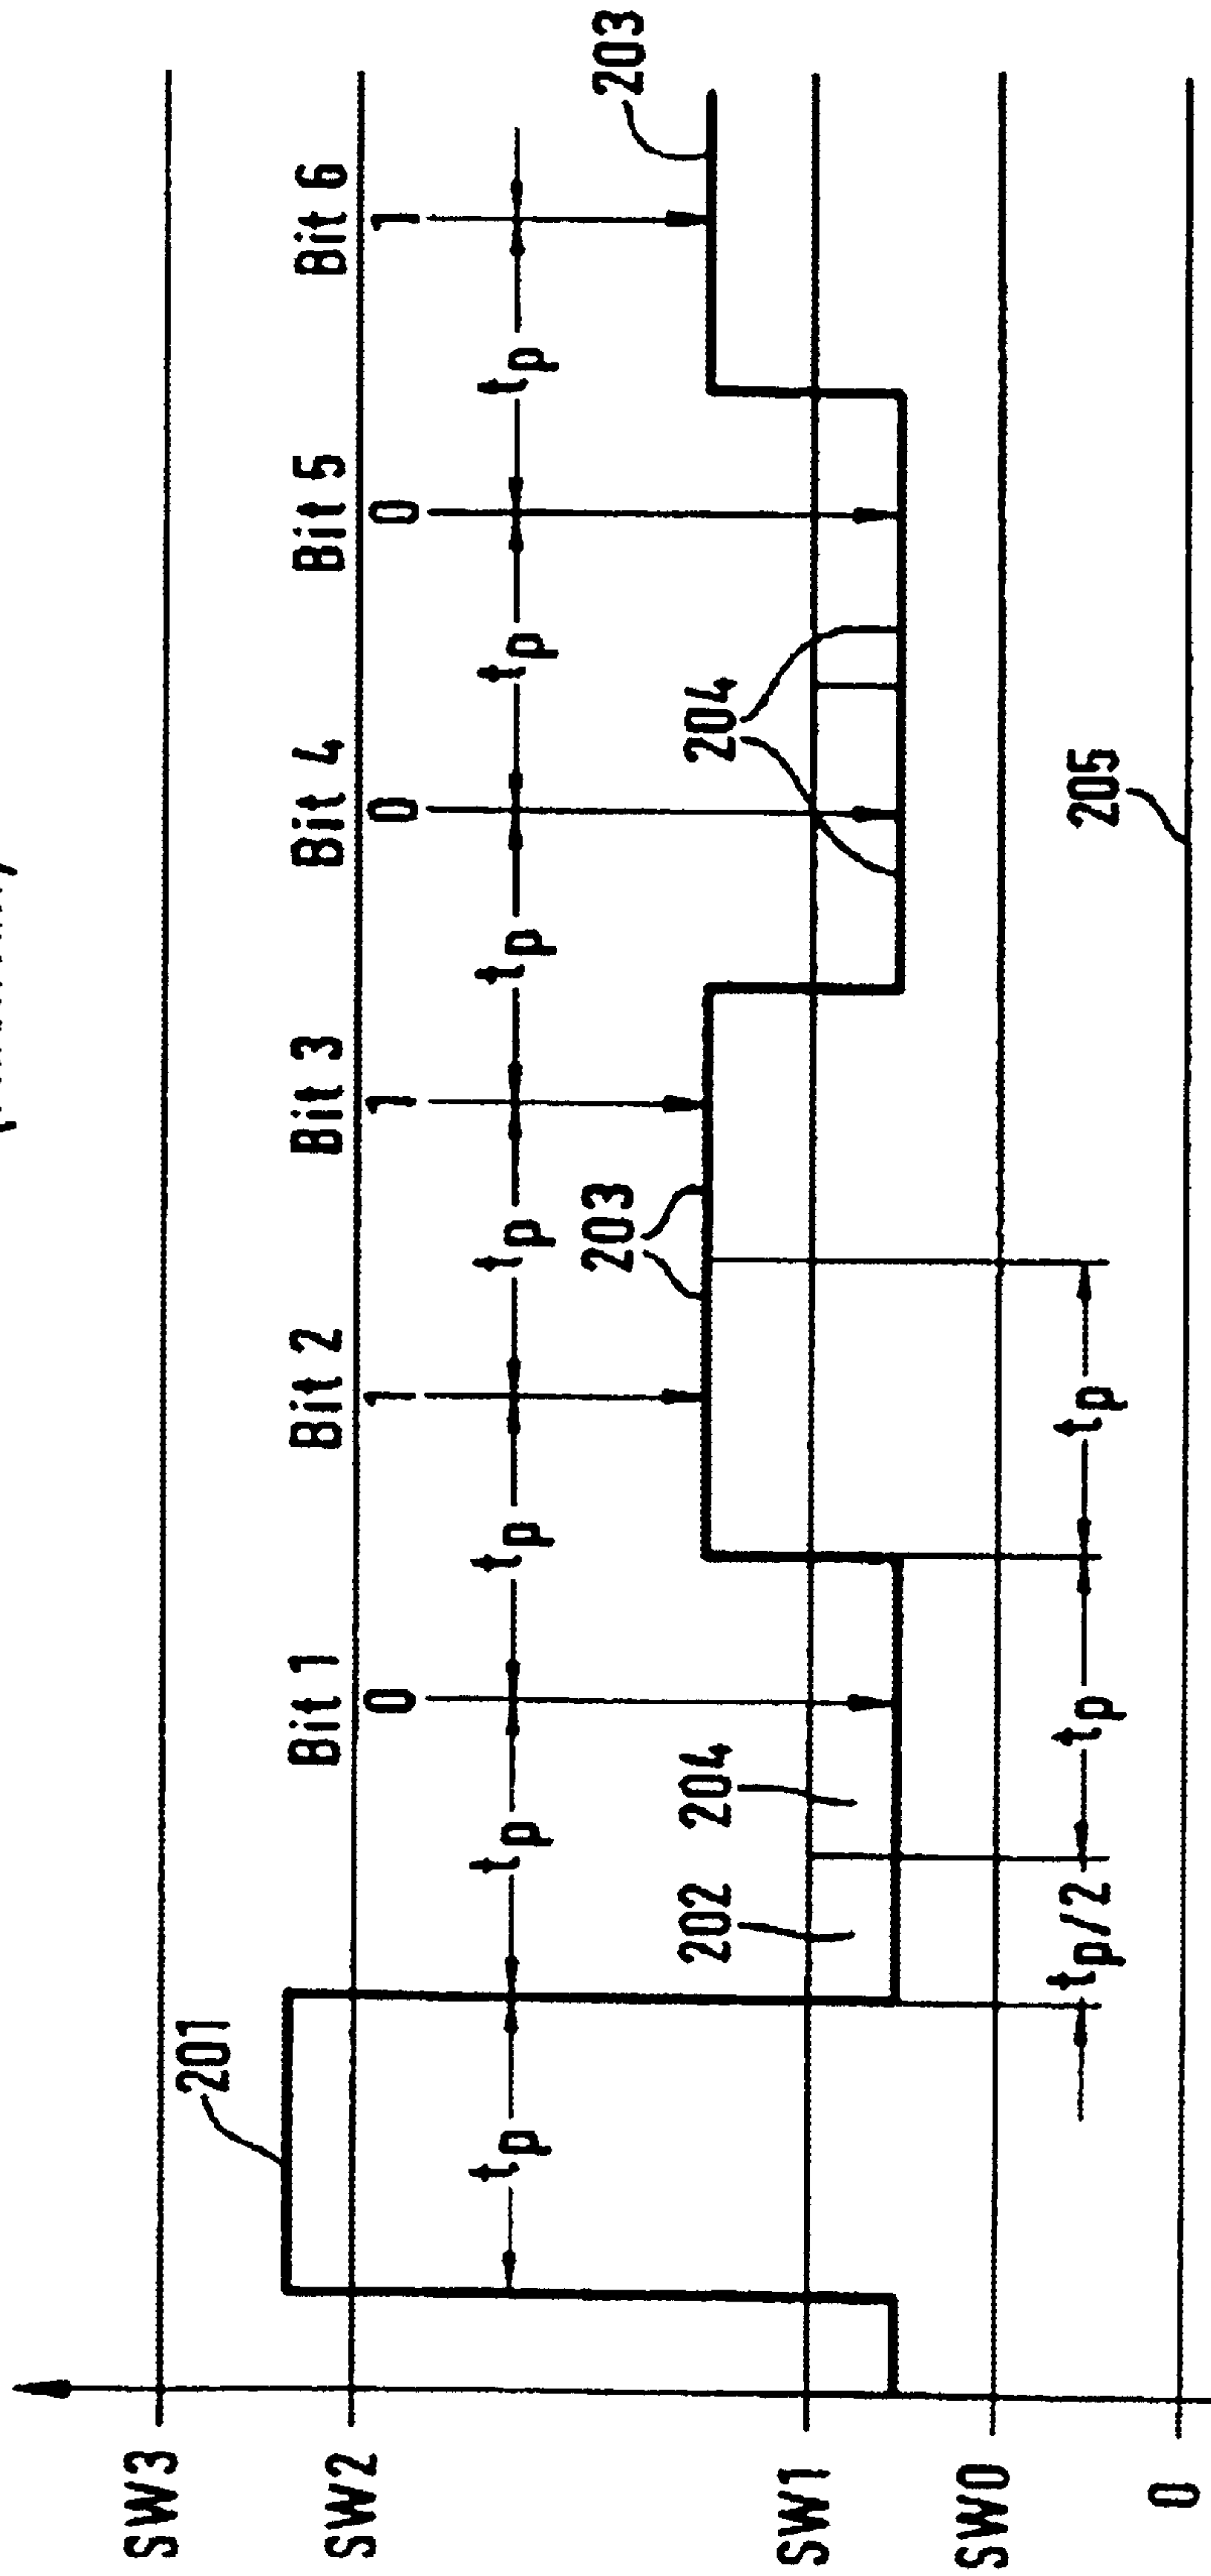 201
SW3
Bit 1 Bit 2 Bit 3 Bit 4 Bit 5 Bit 6
SW2
0 1 1 0 0 1
tp tp tp tp tp tp tp
203 203
202 204 204
SW1
SW0
tp/2 tp tp
205
0